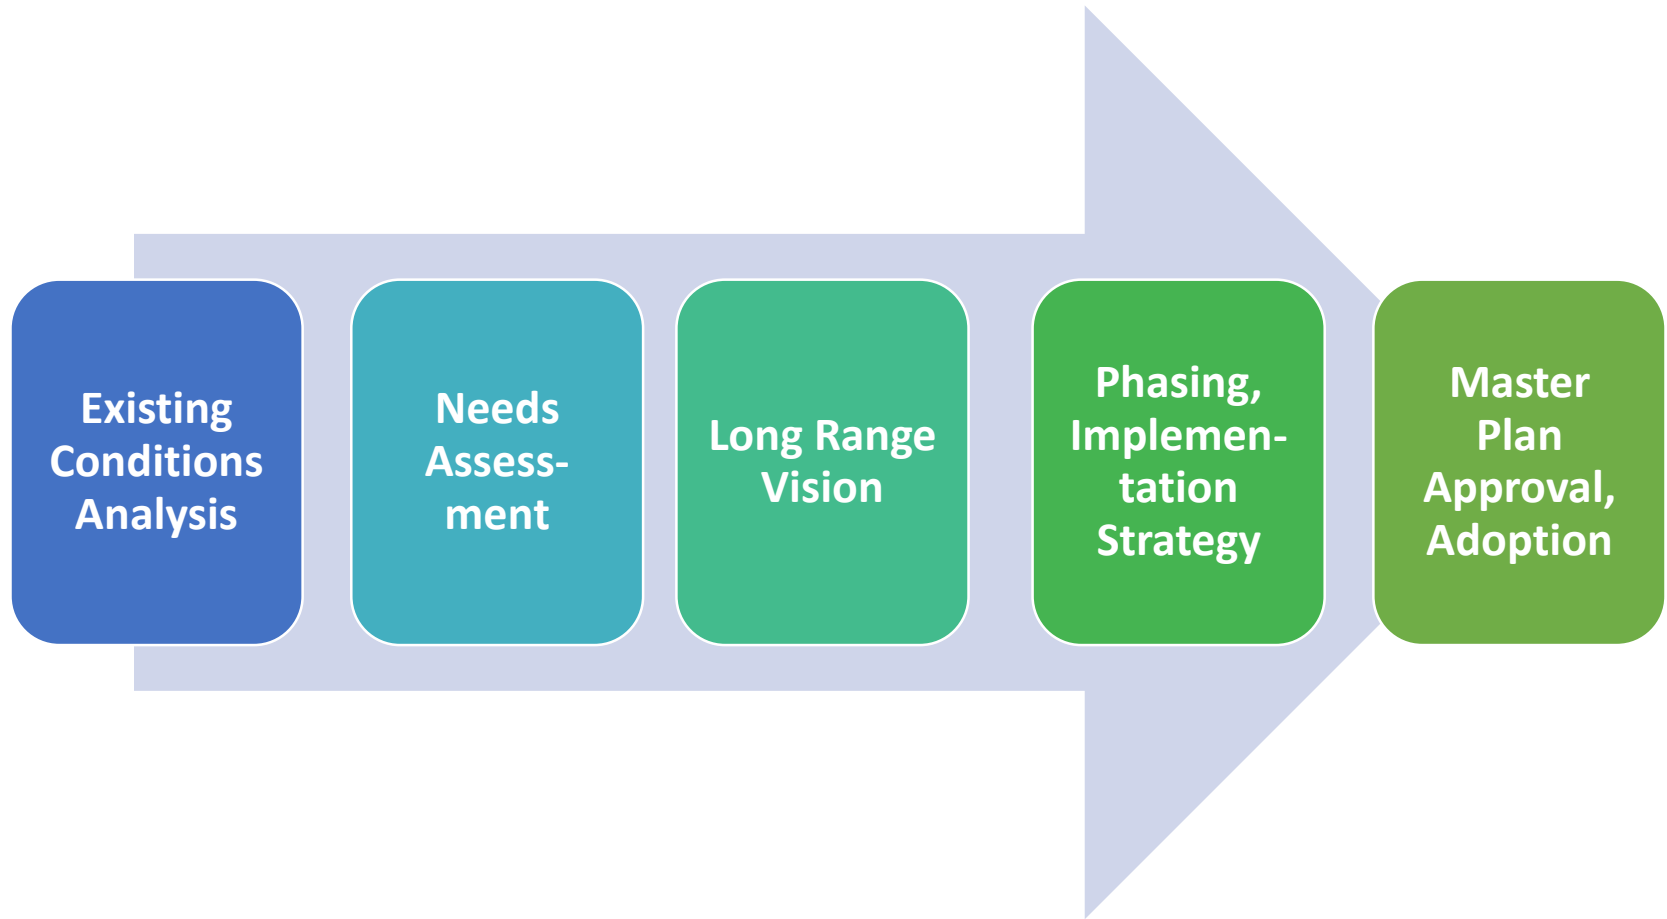 Existing
Conditions
Analysis
Needs
Assess-
ment
Long Range
Vision
Phasing,
Implemen-
tation
Strategy
Master
Plan
Approval,
Adoption